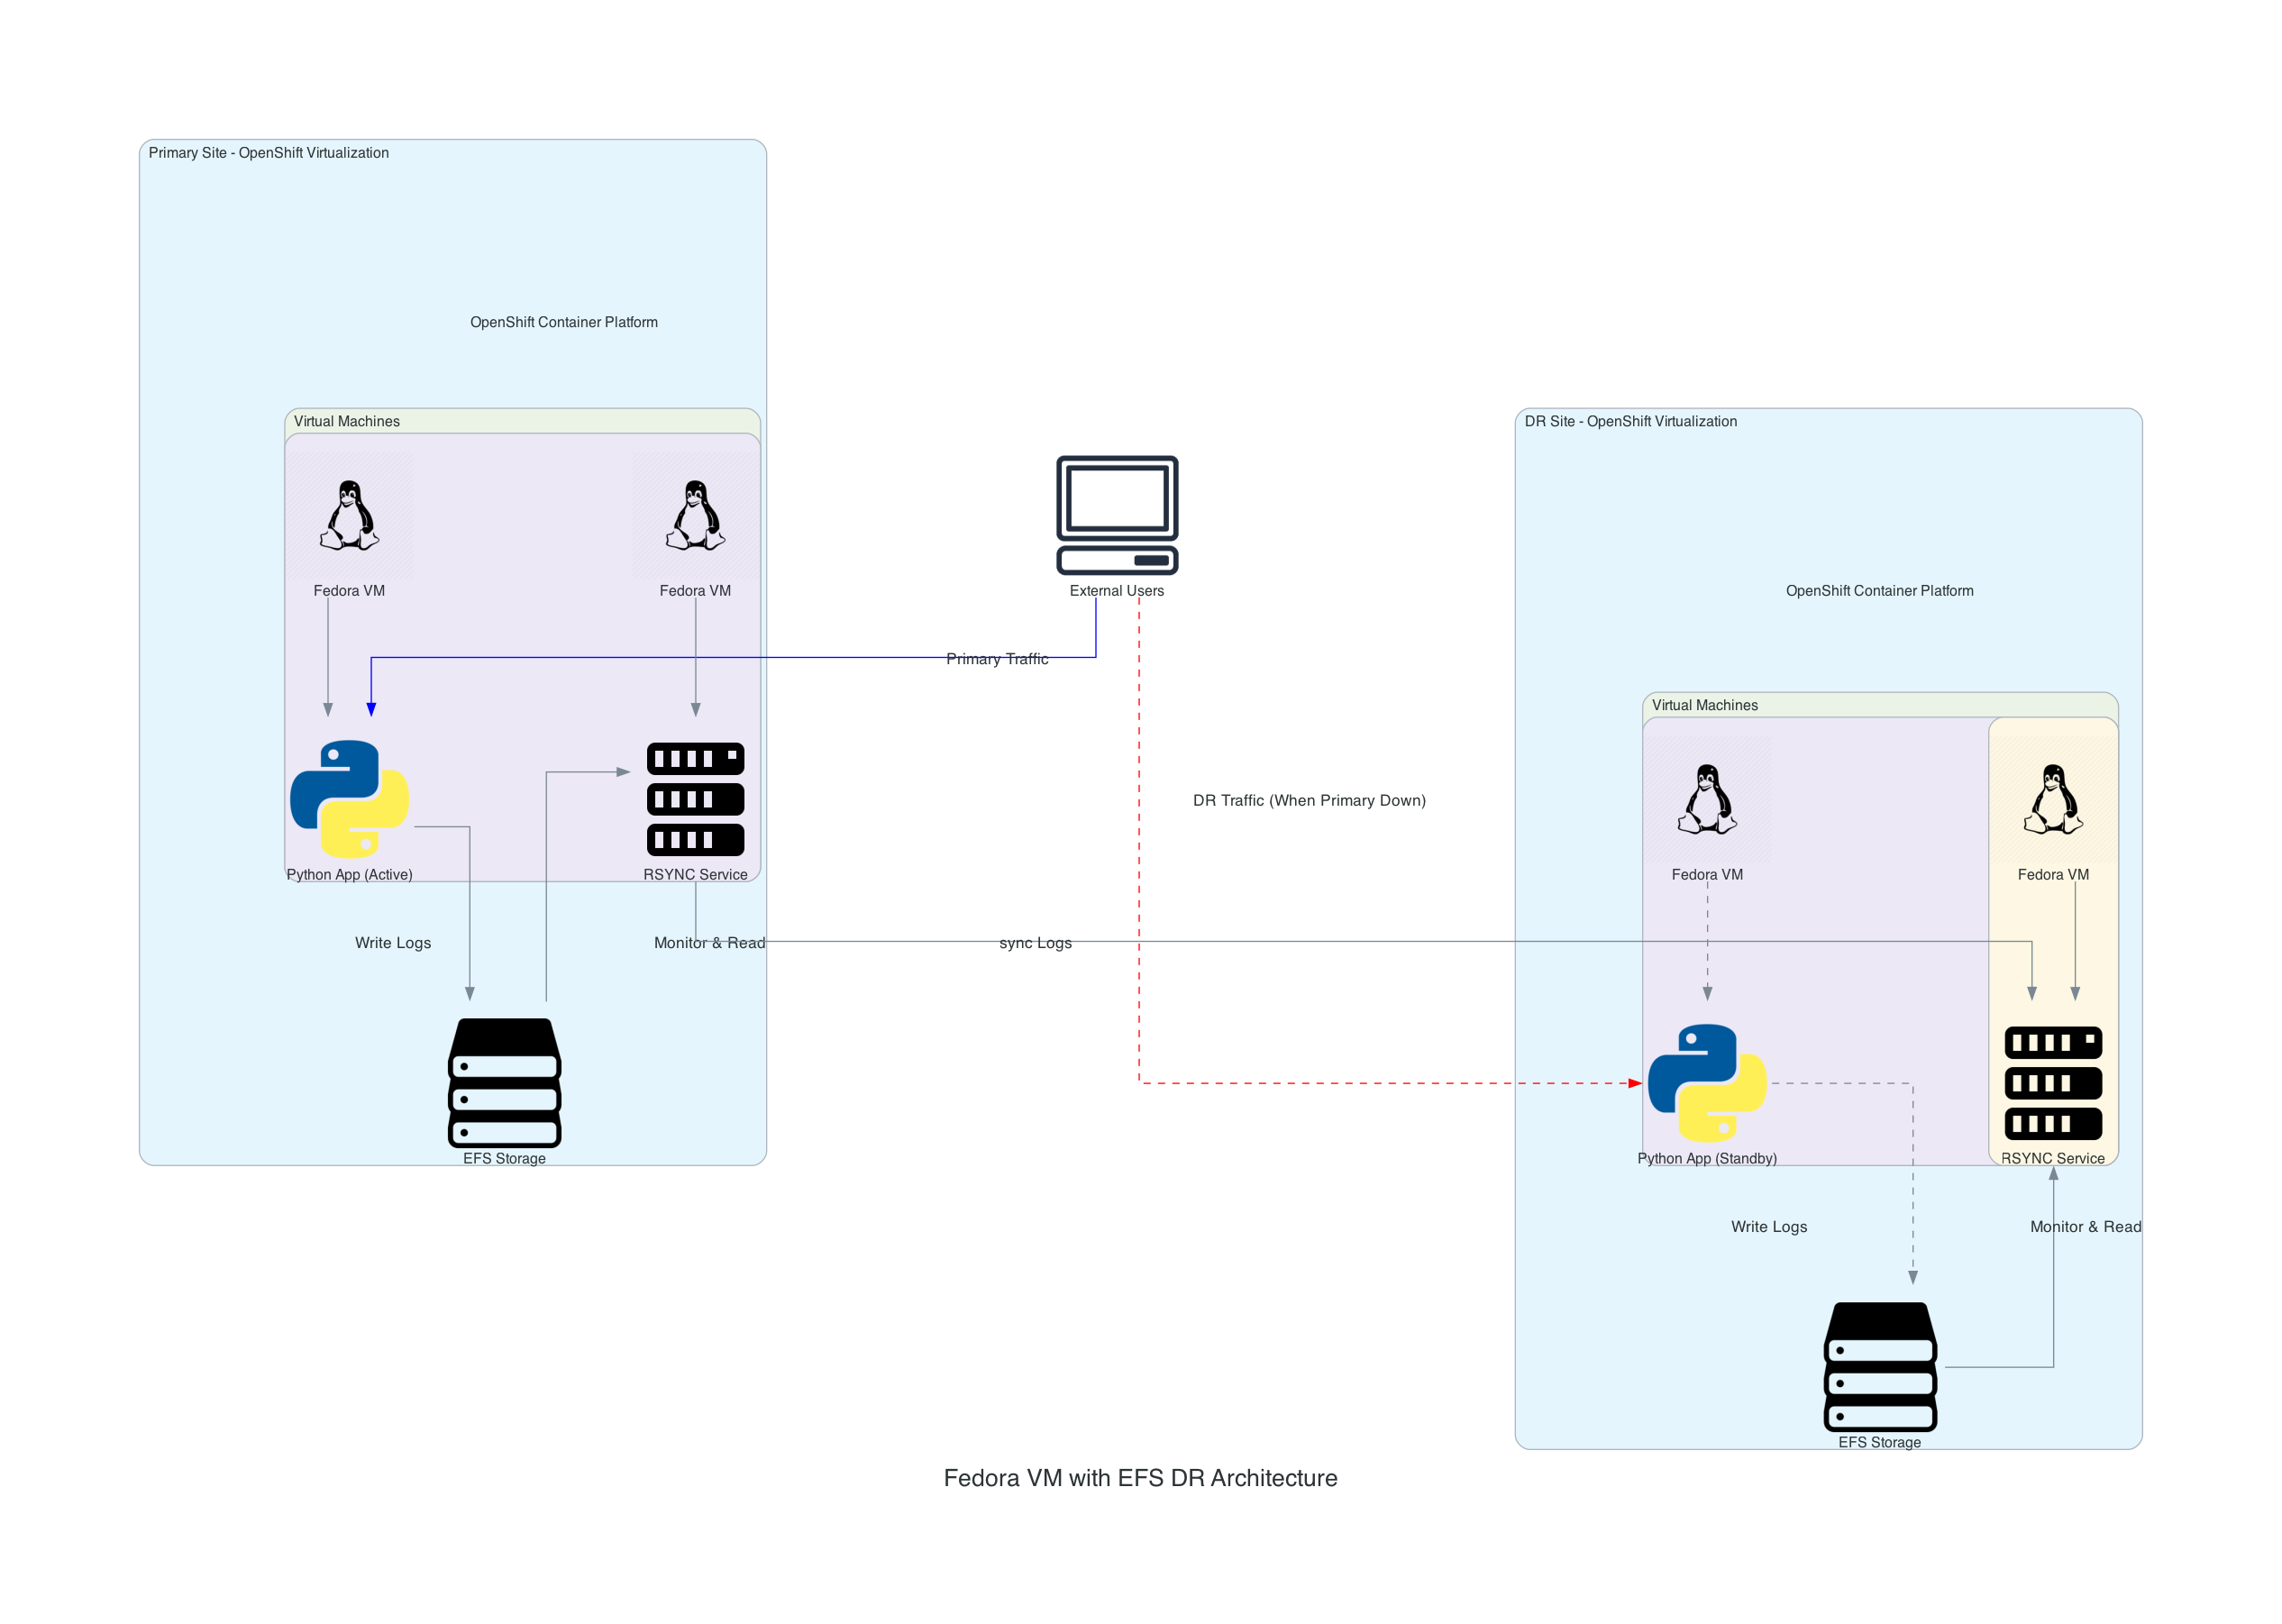 Primary Site - OpenShift Virtualization
OpenShift Container Platform
Virtual Machines
Fedora VM
Fedora VM
Python App (Active)
RSYNC Service
Write Logs
Monitor & Read
EFS Storage
External Users
Primary Traffic
DR Traffic (When Primary Down)
sync Logs
DR Site - OpenShift Virtualization
OpenShift Container Platform
Virtual Machines
Fedora VM
Fedora VM
Python App (Standby)
RSYNC Service
Write Logs
Monitor & Read
EFS Storage
Fedora VM with EFS DR Architecture